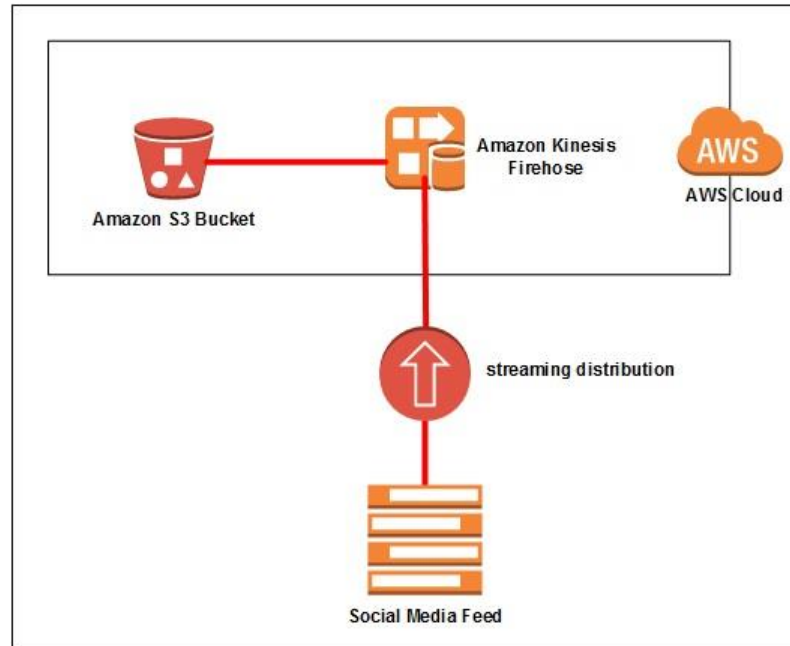 Amazon Kinesis
Firehose
AWS
AWS Cloud
Amazon S3 Bucket
streaming distribution
Social Media Feed